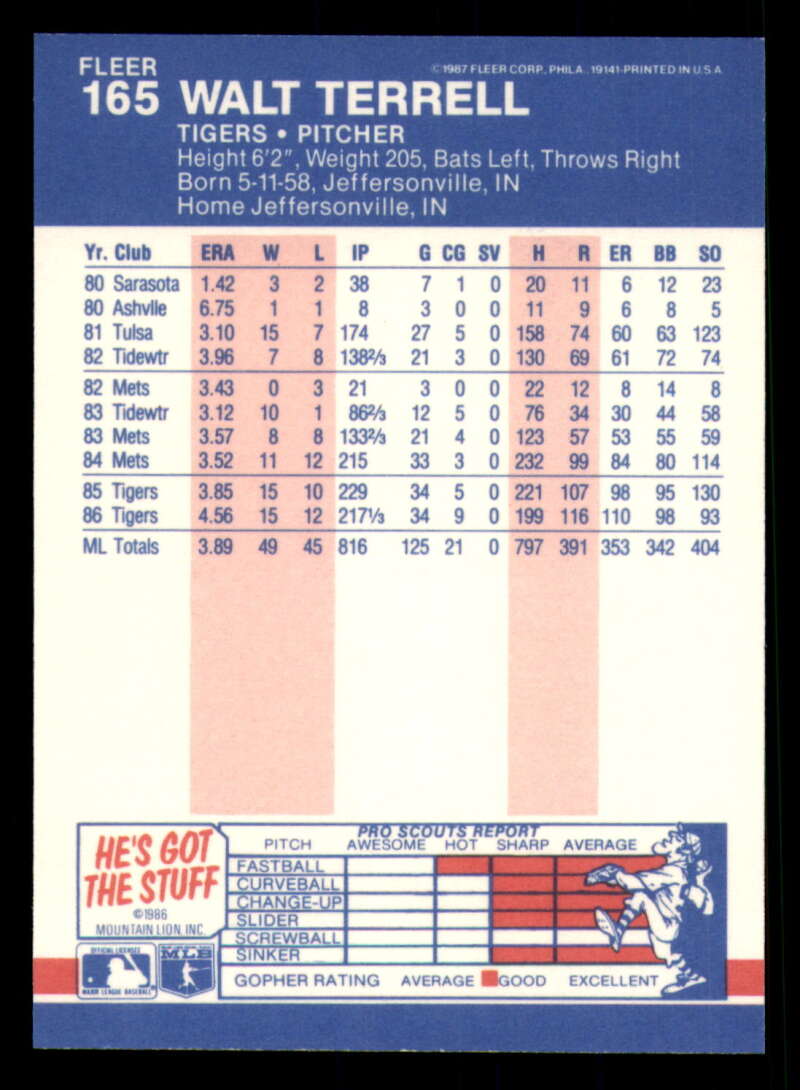 FLEER
©1987 FLEER CORP., PHILA., 19141-PRINTED IN U.S.A.
165 WALT TERRELL
TIGERS • PITCHER
Height 6'2", Weight 205, Bats Left, Throws Right
Born 5-11-58, Jeffersonville, IN
Home Jeffersonville, IN
Yr. Club ERA W L IP G CG SV H R ER BB SO
80 Sarasota 1.42 3 2 38 7 1 0 20 11 6 12 23
80 Ashvlle 6.75 1 1 8 3 0 0 11 9 6 8 5
81 Tulsa 3.10 15 7 174 27 5 0 158 74 60 63 123
82 Tidewtr 3.96 7 8 138⅔ 21 3 0 130 69 61 72 74
82 Mets 3.43 0 3 21 3 0 0 22 12 8 14 8
83 Tidewtr 3.12 10 1 86⅔ 12 5 0 76 34 30 44 58
83 Mets 3.57 8 8 133⅔ 21 4 0 123 57 53 55 59
84 Mets 3.52 11 12 215 33 3 0 232 99 84 80 114
85 Tigers 3.85 15 10 229 34 5 0 221 107 98 95 130
86 Tigers 4.56 15 12 217⅓ 34 9 0 199 116 110 98 93
ML Totals 3.89 49 45 816 125 21 0 797 391 353 342 404
HE'S GOT
THE STUFF
©1986
MOUNTAIN LION, INC.
PRO SCOUTS REPORT
PITCH AWESOME HOT SHARP AVERAGE
FASTBALL
CURVEBALL
CHANGE-UP
SLIDER
SCREWBALL
SINKER
GOPHER RATING AVERAGE GOOD EXCELLENT
OFFICIAL LICENSEE
MAJOR LEAGUE BASEBALL
MLB